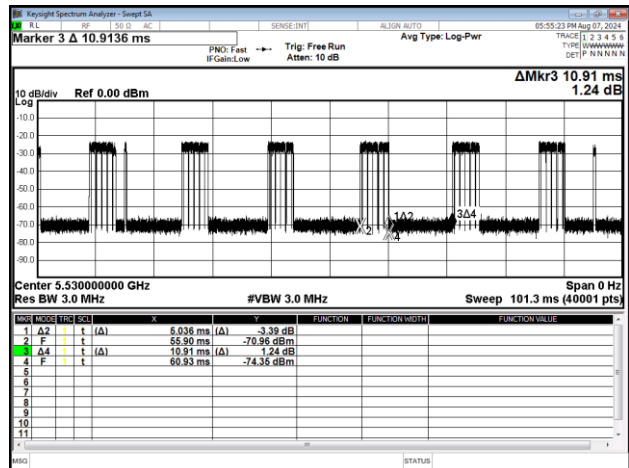 Keysight Spectrum Analyzer - Swept SA
RL RF 50 Ω AC SENSE:INT ALIGN AUTO 05:55:23 PM Aug 07, 2024
Marker 3 Δ 10.9136 ms
PNO: Fast
IFGain:Low
Trig: Free Run
Atten: 10 dB
Avg Type: Log-Pwr
TRACE 1 2 3 4 5 6
TYPE WWWWWW
DET P NNNNN
ΔMkr3 10.91 ms
1.24 dB
10 dB/div Ref 0.00 dBm
Log
-10.0
-20.0
-30.0
-40.0
-50.0
-60.0
-70.0
-80.0
-90.0
1Δ2 3Δ4
2
4
Center 5.530000000 GHz Span 0 Hz
Res BW 3.0 MHz #VBW 3.0 MHz Sweep 101.3 ms (40001 pts)
MKR MODE TRC SCL X Y FUNCTION FUNCTION WIDTH FUNCTION VALUE
1 Δ2 1 t (Δ) 5.036 ms (Δ) -3.39 dB
2 F 1 t 55.90 ms -70.96 dBm
3 Δ4 1 t (Δ) 10.91 ms (Δ) 1.24 dB
4 F 1 t 60.93 ms -74.35 dBm
5
6
7
8
9
10
11
MSG STATUS